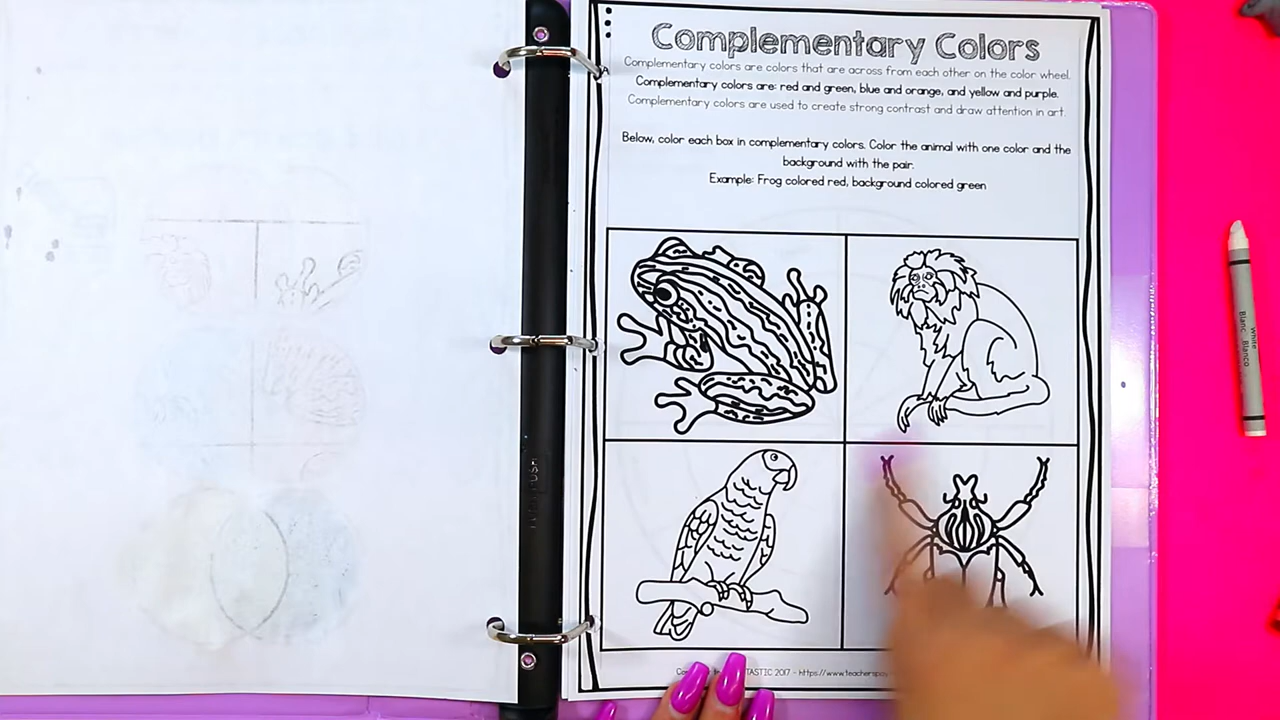 Complementary Colors
Complementary colors are colors that are across from each other on the color wheel.
Complementary colors are: red and green, blue and orange, and yellow and purple.
Complementary colors are used to create strong contrast and draw attention in art.
Below, color each box in complementary colors. Color the animal with one color and the
background with the pair.
Example: Frog colored red, background colored green
White
Blanc Blanco
2017 - https://www.teacherspay